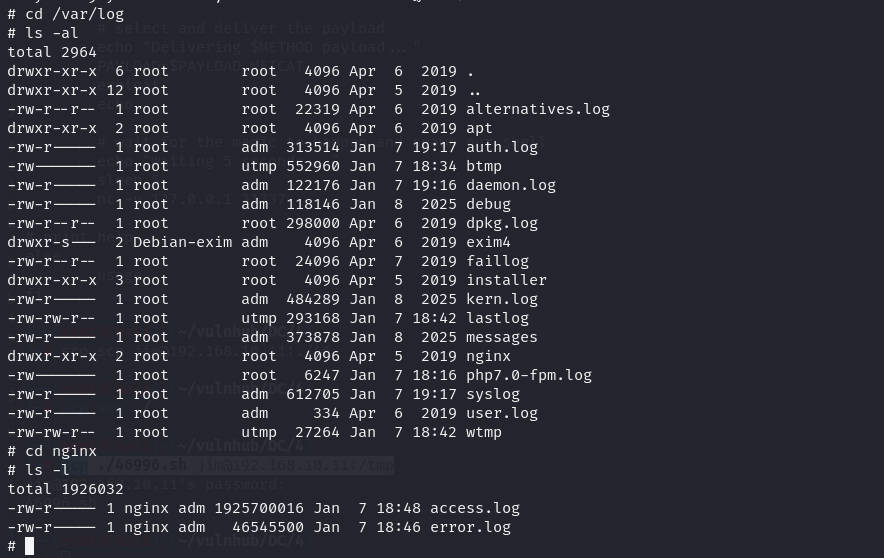 # cd /var/log
# ls -al
total 2964
drwxr-xr-x  6 root        root   4096 Apr  6  2019 .
drwxr-xr-x 12 root        root   4096 Apr  5  2019 ..
-rw-r--r--  1 root        root  22319 Apr  6  2019 alternatives.log
drwxr-xr-x  2 root        root   4096 Apr  6  2019 apt
-rw-r-----  1 root        adm  313514 Jan  7 19:17 auth.log
-rw-------  1 root        utmp 552960 Jan  7 18:34 btmp
-rw-r-----  1 root        adm  122176 Jan  7 19:16 daemon.log
-rw-r-----  1 root        adm  118146 Jan  8  2025 debug
-rw-r--r--  1 root        root 298000 Apr  6  2019 dpkg.log
drwxr-s---  2 Debian-exim adm    4096 Apr  6  2019 exim4
-rw-r--r--  1 root        root  24096 Apr  7  2019 faillog
drwxr-xr-x  3 root        root   4096 Apr  5  2019 installer
-rw-r-----  1 root        adm  484289 Jan  8  2025 kern.log
-rw-rw-r--  1 root        utmp 293168 Jan  7 18:42 lastlog
-rw-r-----  1 root        adm  373878 Jan  8  2025 messages
drwxr-xr-x  2 root        root   4096 Apr  5  2019 nginx
-rw-------  1 root        root   6247 Jan  7 18:16 php7.0-fpm.log
-rw-r-----  1 root        adm  612705 Jan  7 19:17 syslog
-rw-r-----  1 root        adm     334 Apr  6  2019 user.log
-rw-rw-r--  1 root        utmp  27264 Jan  7 18:42 wtmp
# cd nginx
# ls -l
./46996.sh jim@192.168.10.11:/tmp
total 1926032
-rw-r----- 1 nginx adm 1925700016 Jan  7 18:48 access.log
-rw-r----- 1 nginx adm   46545500 Jan  7 18:46 error.log
#